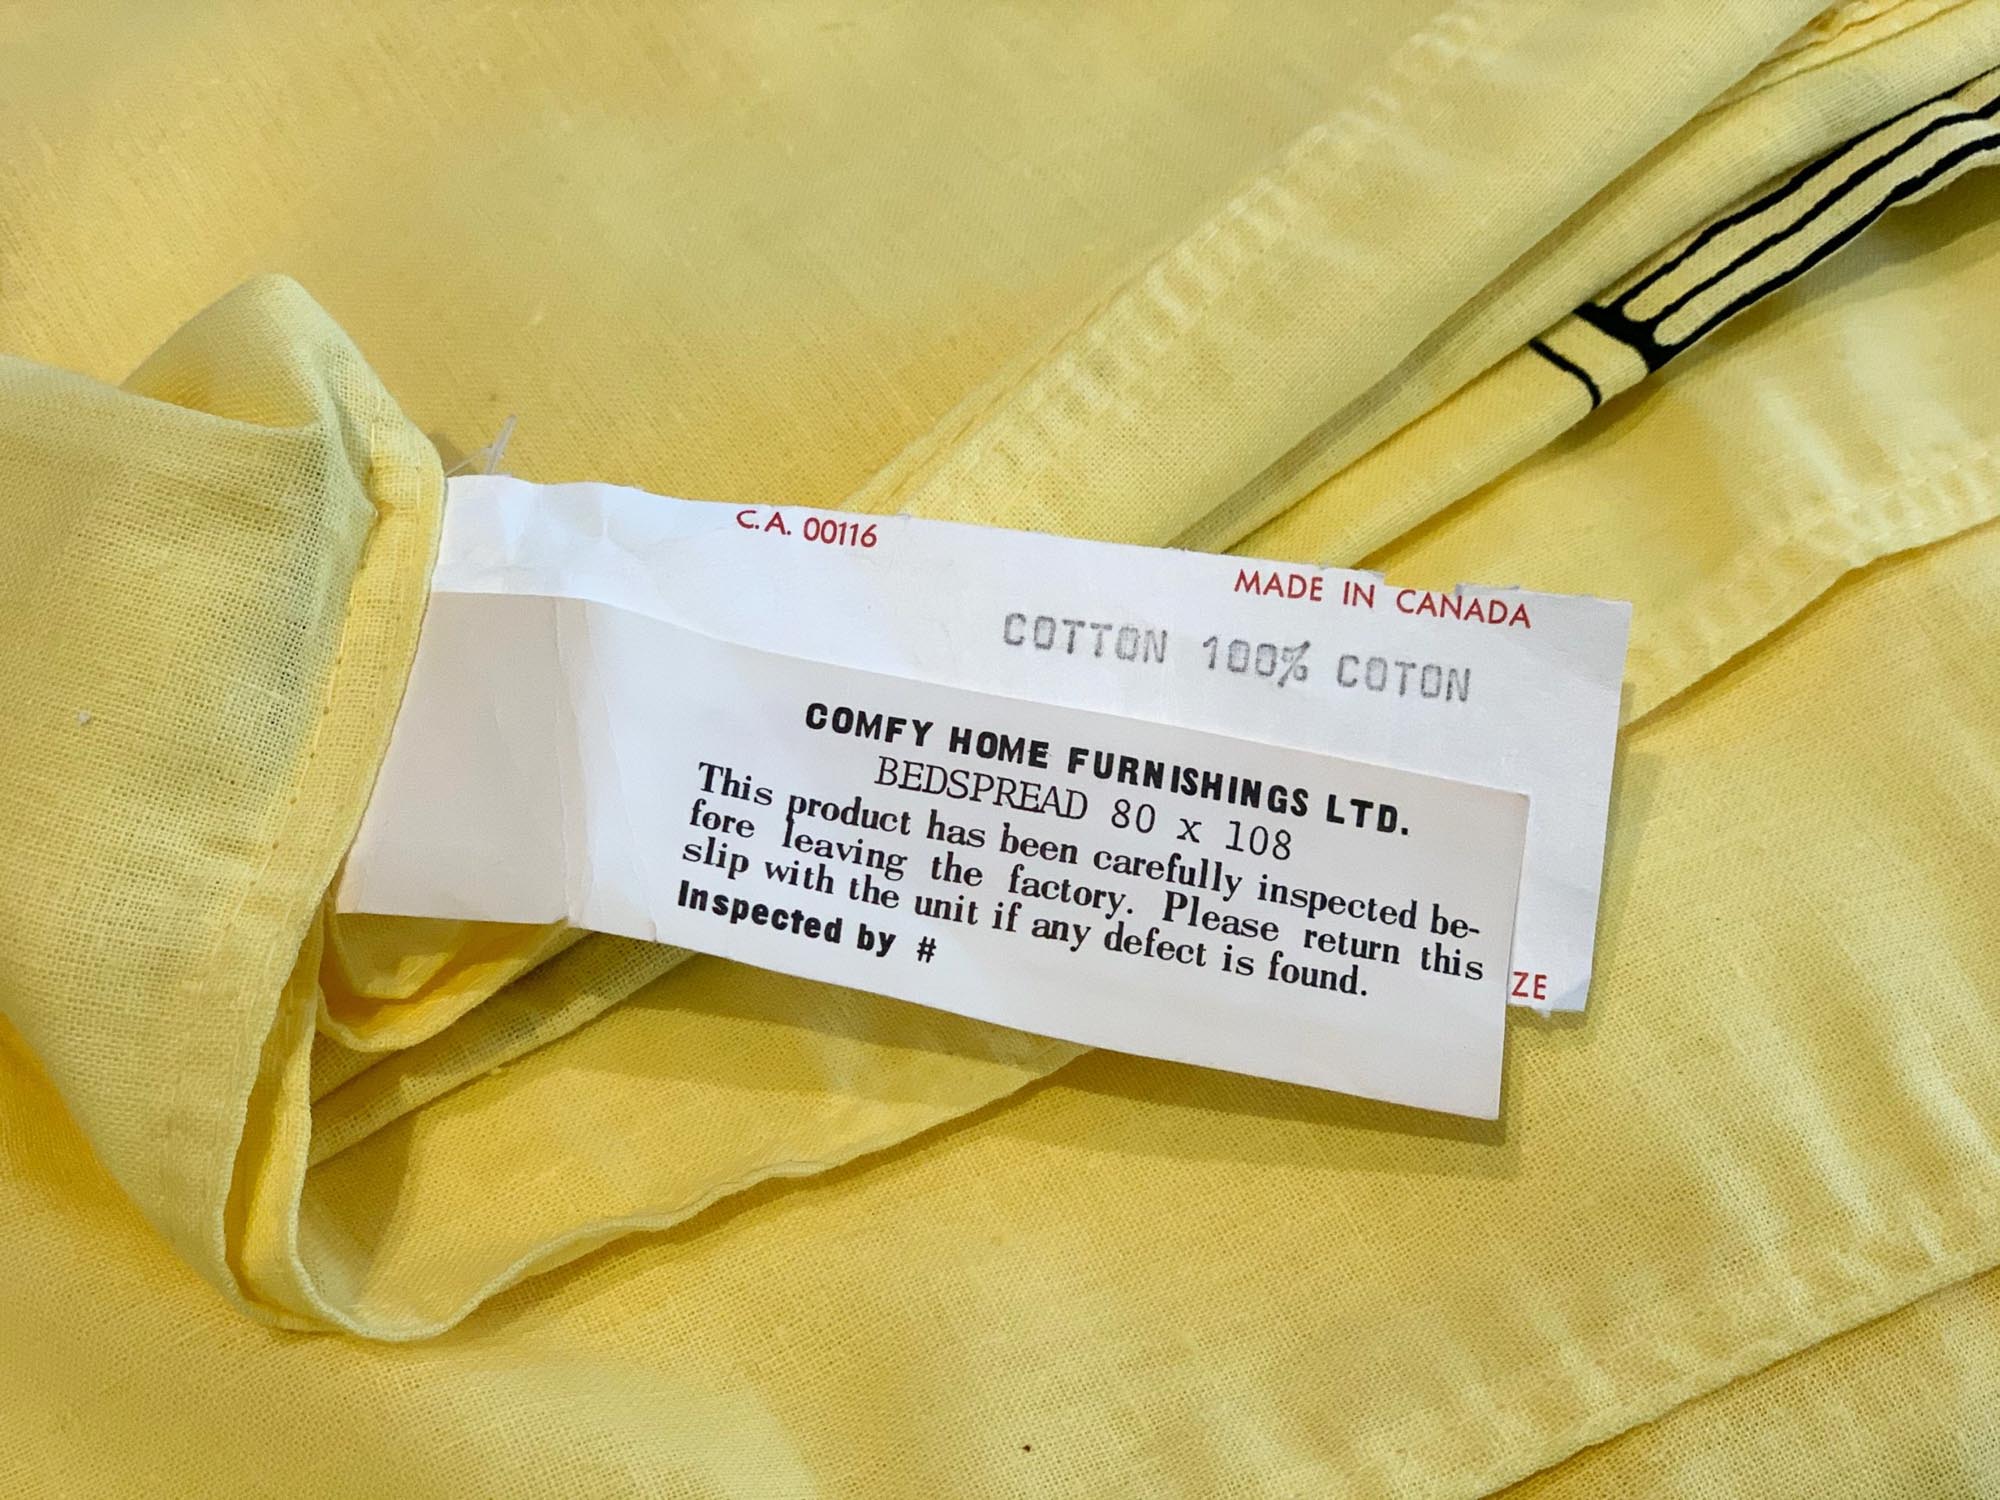 C.A. 00116
MADE IN CANADA
COTTON 100% COTON
COMFY HOME FURNISHINGS LTD.
BEDSPREAD 80 x 108
This product has been carefully inspected be-
fore leaving the factory. Please return this
slip with the unit if any defect is found.
Inspected by #
ZE